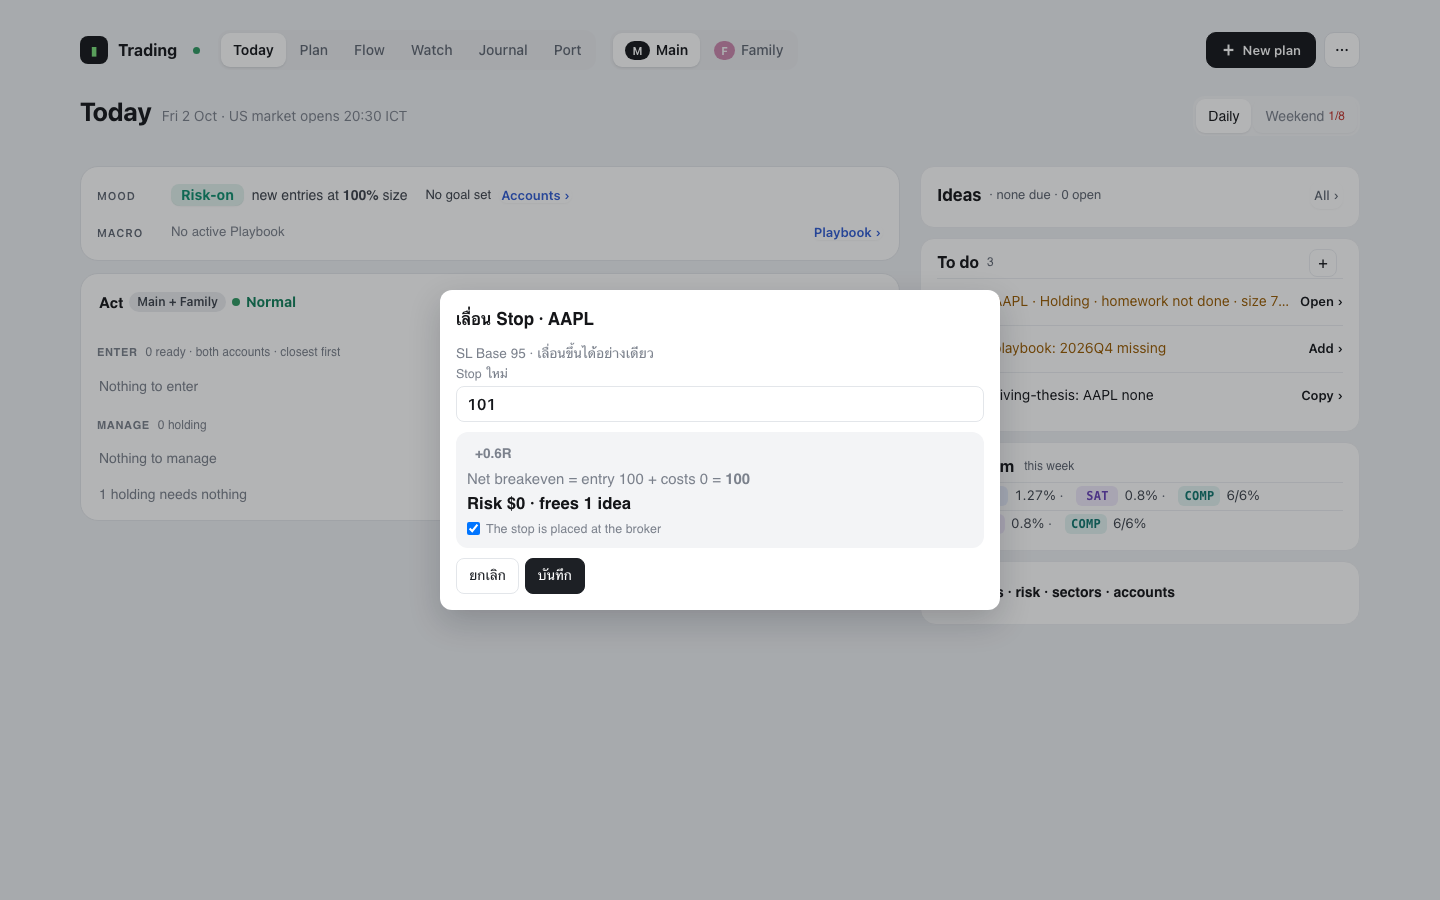 Trading
Today Plan Flow Watch Journal Port
M Main F Family
+ New plan
...
Today Fri 2 Oct · US market opens 20:30 ICT
Daily Weekend 1/8
MOOD Risk-on new entries at 100% size No goal set Accounts ›
MACRO No active Playbook Playbook ›
Act Main + Family Normal
ENTER 0 ready · both accounts · closest first
Nothing to enter
MANAGE 0 holding
Nothing to manage
1 holding needs nothing
เลื่อน Stop · AAPL
SL Base 95 · เลื่อนขึ้นได้อย่างเดียว
Stop ใหม่
101
+0.6R
Net breakeven = entry 100 + costs 0 = 100
Risk $0 · frees 1 idea
The stop is placed at the broker
ยกเลิก บันทึก
Ideas · none due · 0 open All ›
To do 3 +
AAPL · Holding · homework not done · size 7... Open ›
laybook: 2026Q4 missing Add ›
iving-thesis: AAPL none Copy ›
m this week
1.27% · SAT 0.8% · COMP 6/6%
0.8% · COMP 6/6%
s · risk · sectors · accounts